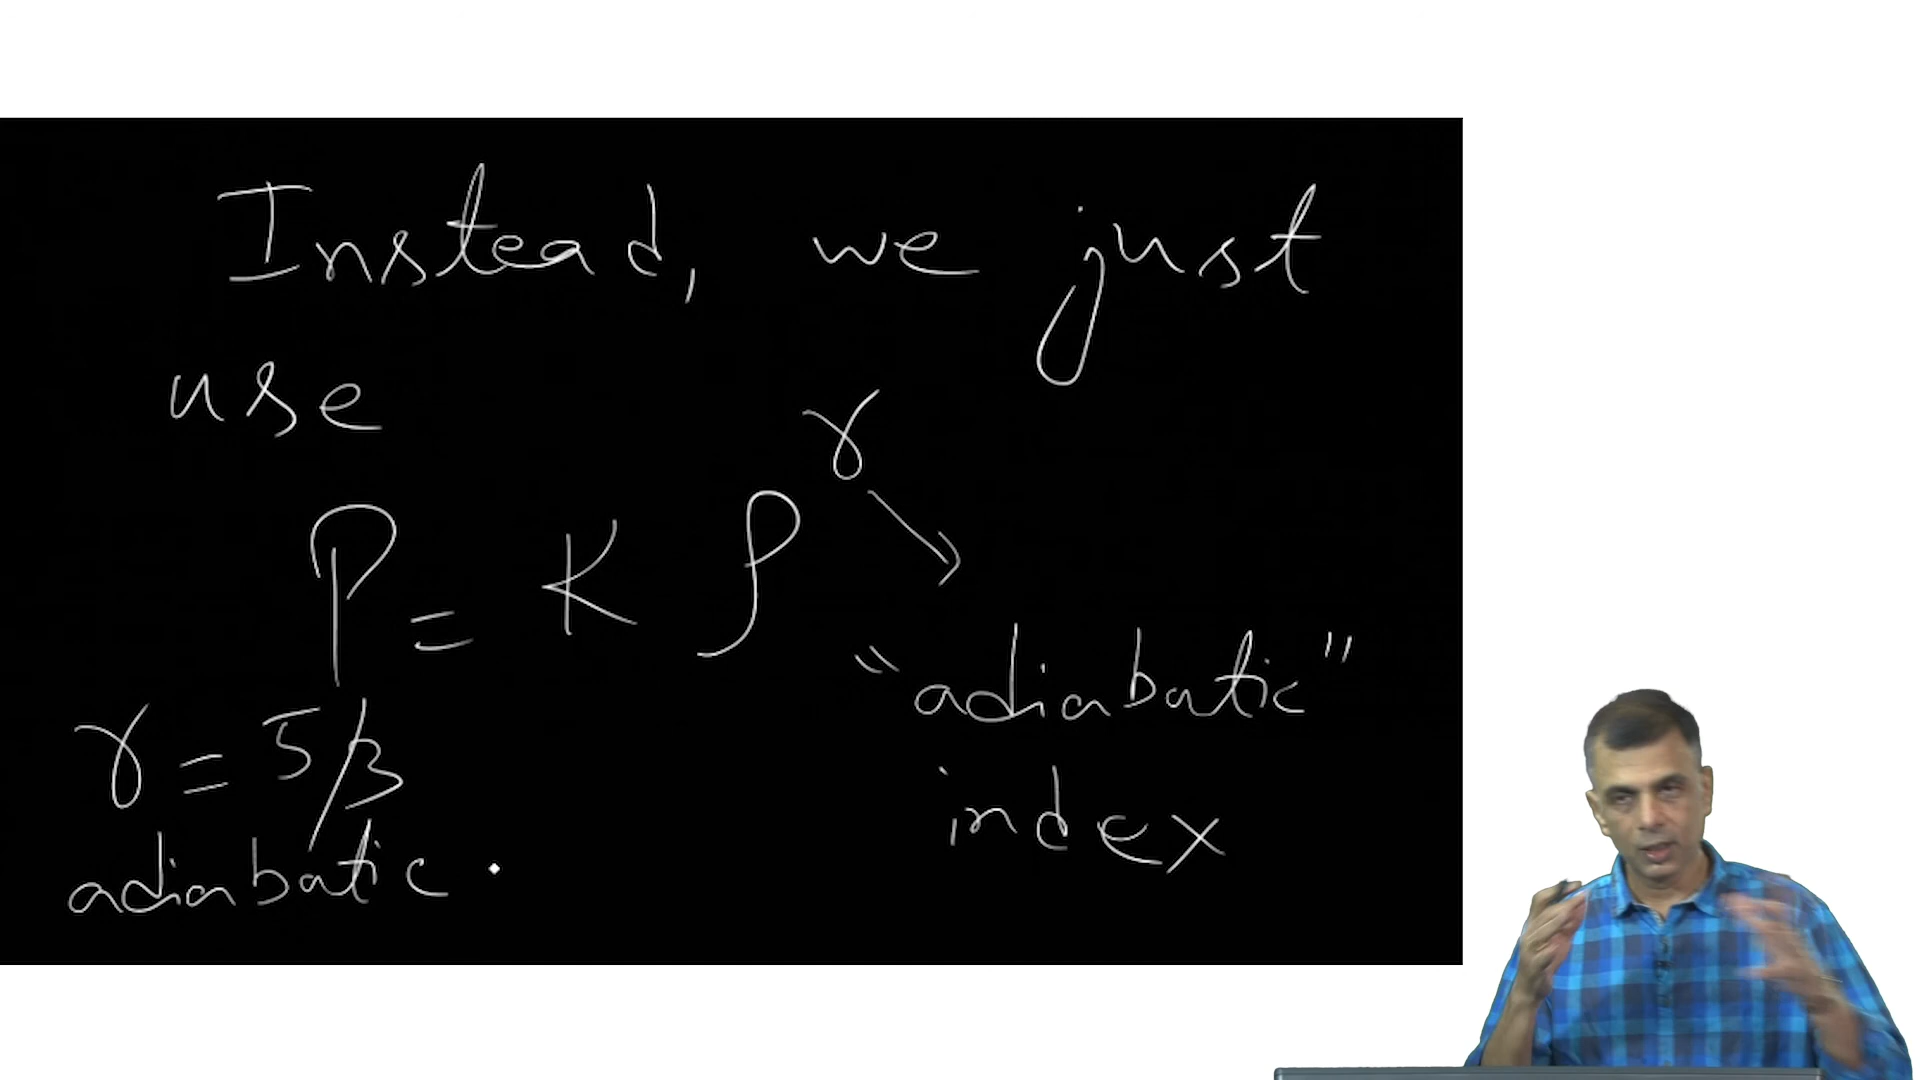 Instead, we just
use
P = K ρ^γ
"adiabatic"
index
γ = 5/3
adiabatic